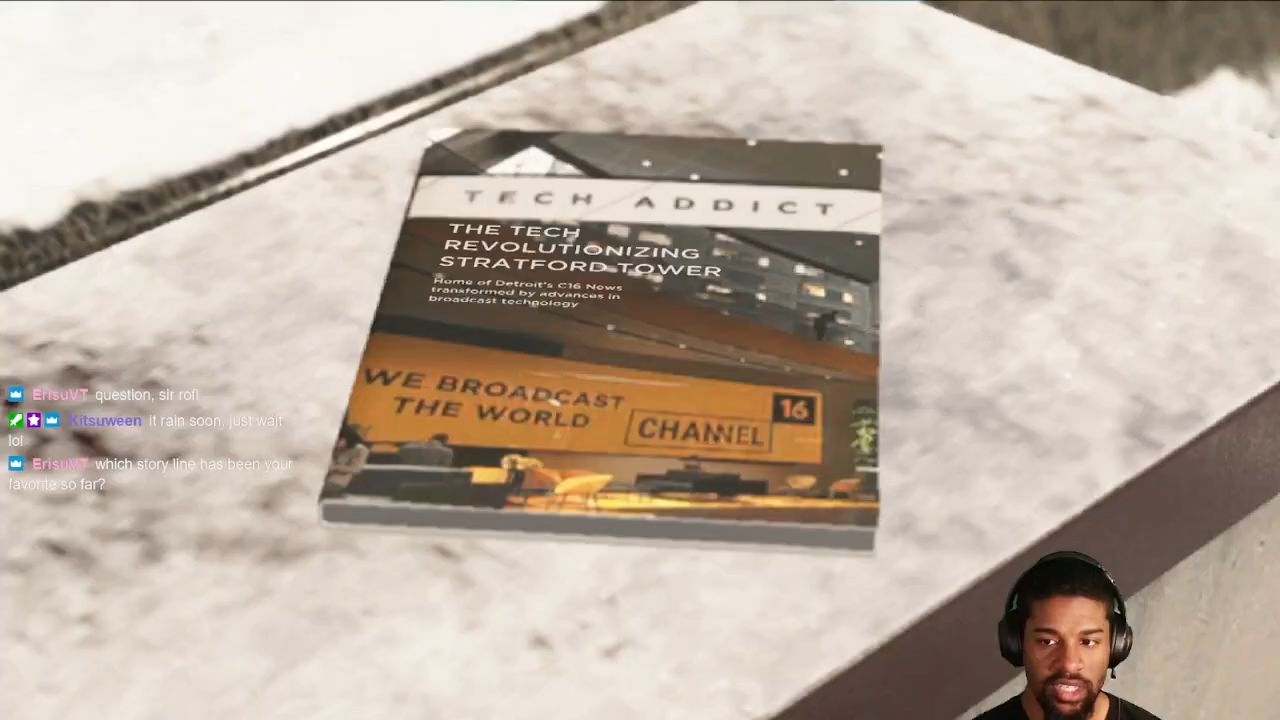 TECH ADDICT
THE TECH
REVOLUTIONIZING
STRATFORD TOWER
Home of Detroit's C16 News
transformed by advances in
broadcast technology
WE BROADCAST
THE WORLD
CHANNEL
16
ErisuVT question, sir rofl
Kitsuween it rain soon, just wait
lol
ErisuVT which story line has been your
favorite so far?